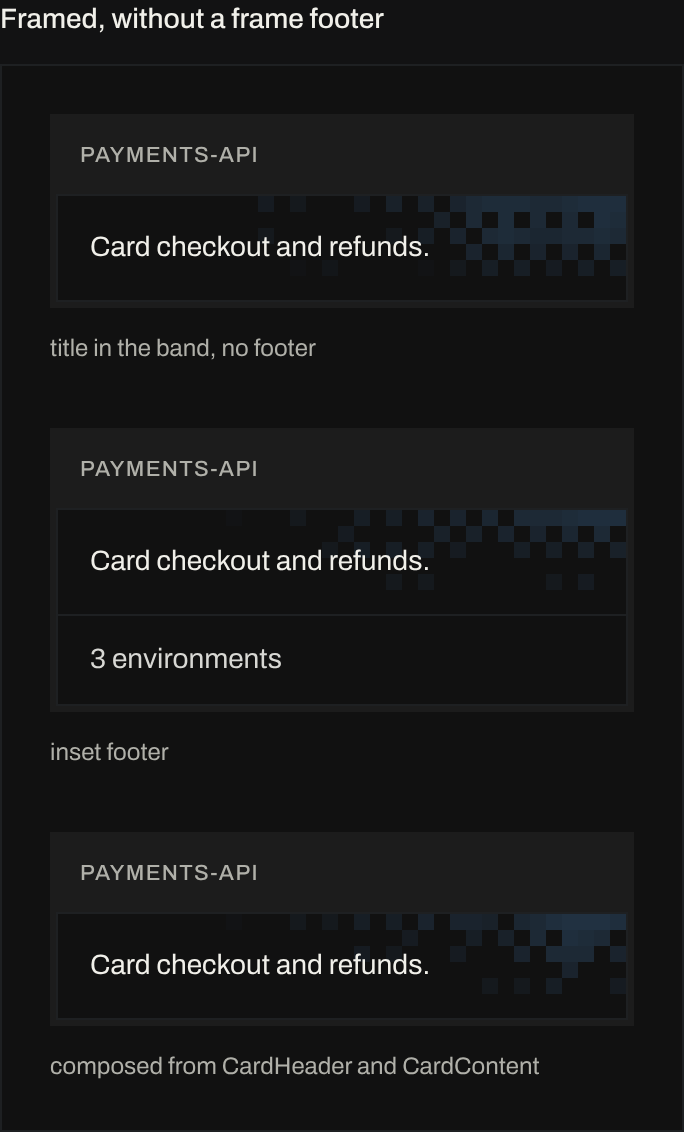 Framed, without a frame footer
PAYMENTS-API
Card checkout and refunds.
title in the band, no footer
PAYMENTS-API
Card checkout and refunds.
3 environments
inset footer
PAYMENTS-API
Card checkout and refunds.
composed from CardHeader and CardContent